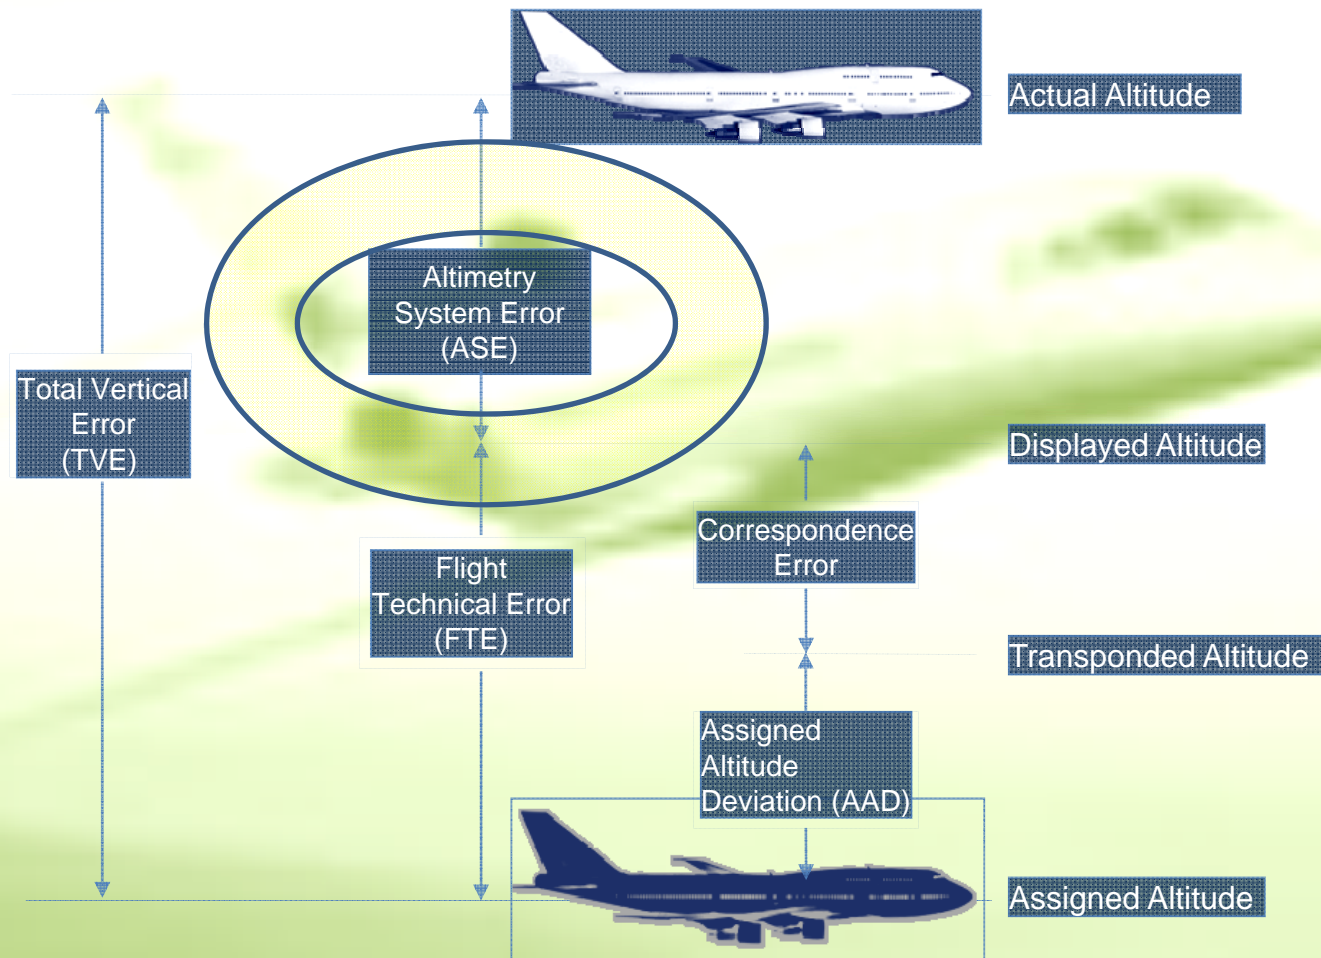 Actual Altitude
Altimetry
System Error
(ASE)
Total Vertical
Error
(TVE)
Displayed Altitude
Correspondence
Error
Flight
Technical Error
(FTE)
Transponded Altitude
Assigned
Altitude
Deviation (AAD)
Assigned Altitude